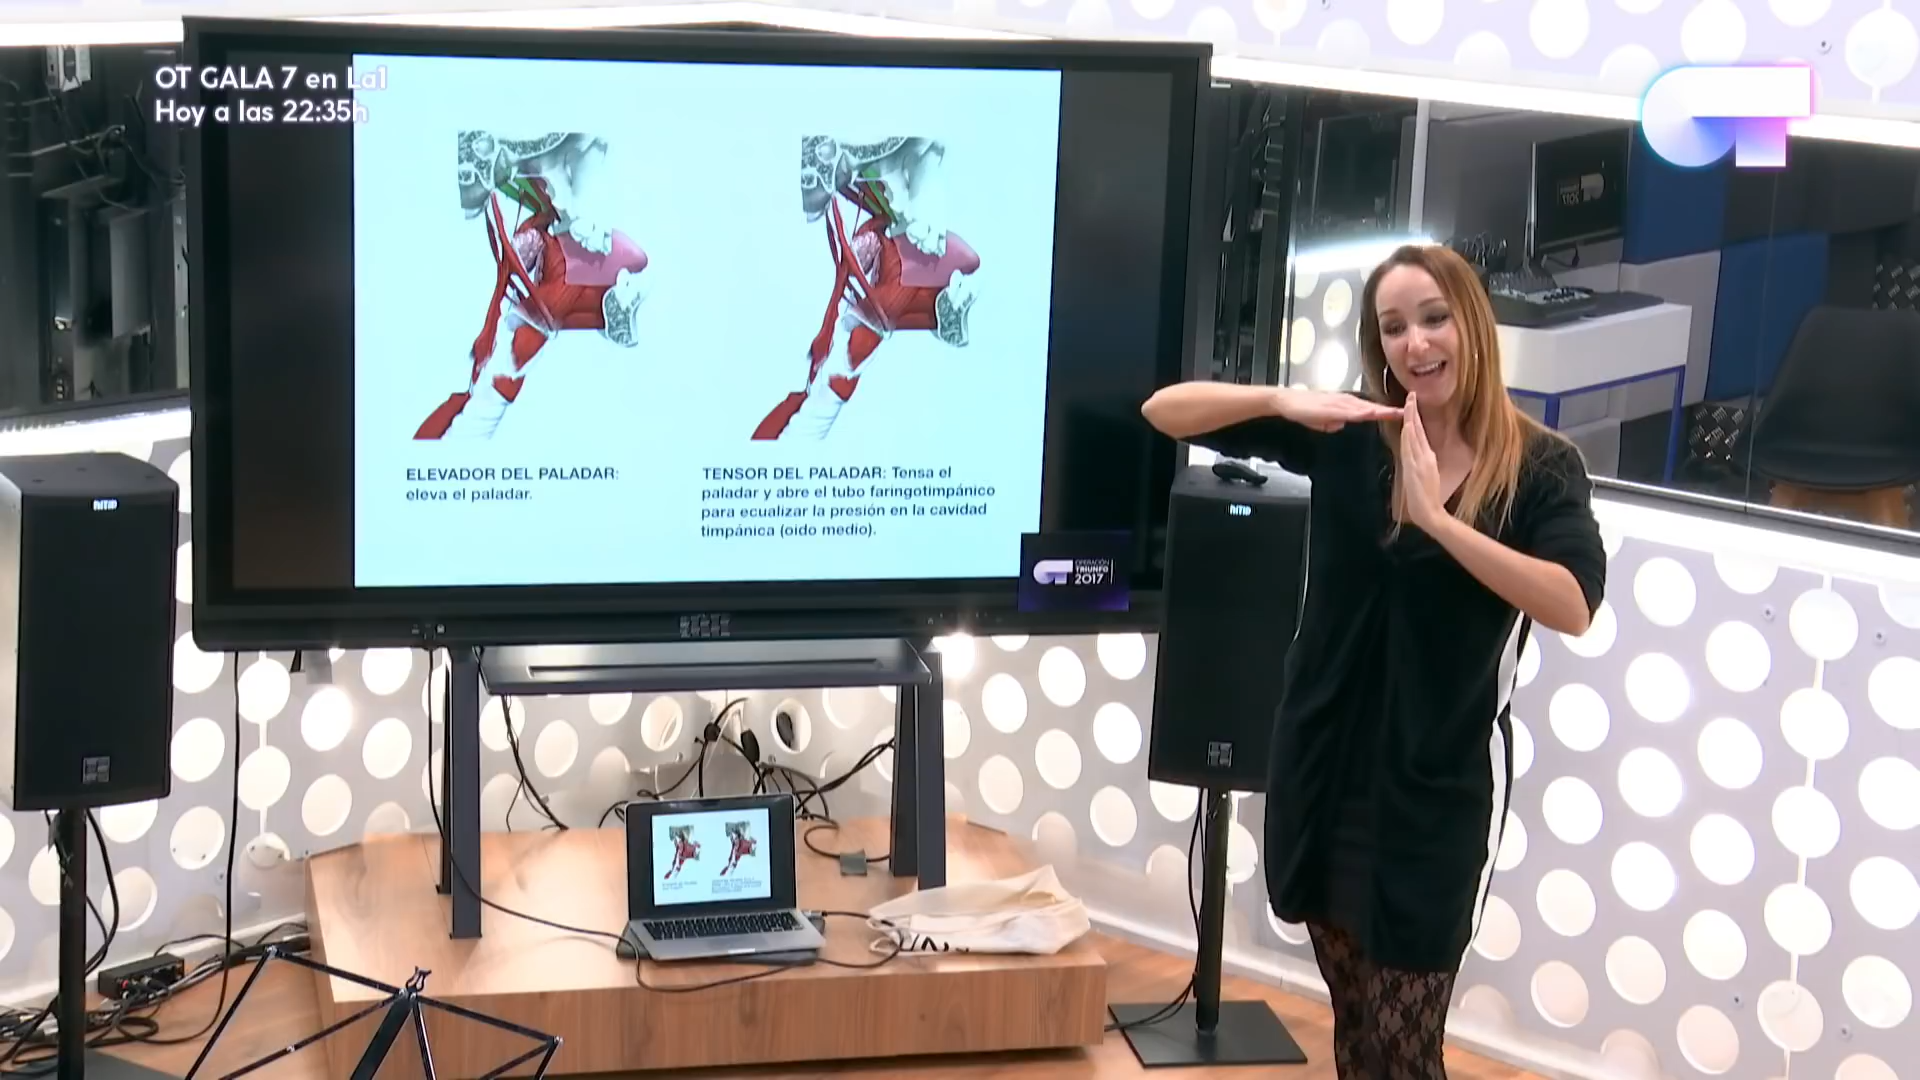 OT GALA 7 en La1
Hoy a las 22:35h
ELEVADOR DEL PALADAR:
eleva el paladar.
TENSOR DEL PALADAR: Tensa el
paladar y abre el tubo faringotimpánico
para ecualizar la presión en la cavidad
timpánica (oido medio).
OPERACIÓN
TRIUNFO
2017